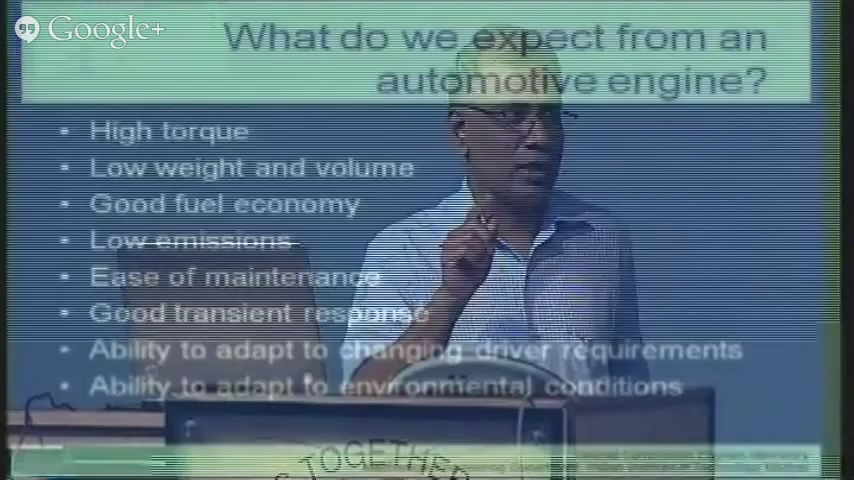 Google+
What do we expect from an
automotive engine?
• High torque
• Low weight and volume
• Good fuel economy
• Low emissions
• Ease of maintenance
• Good transient response
• Ability to adapt to changing driver requirements
• Ability to adapt to environmental conditions
TOGETHER